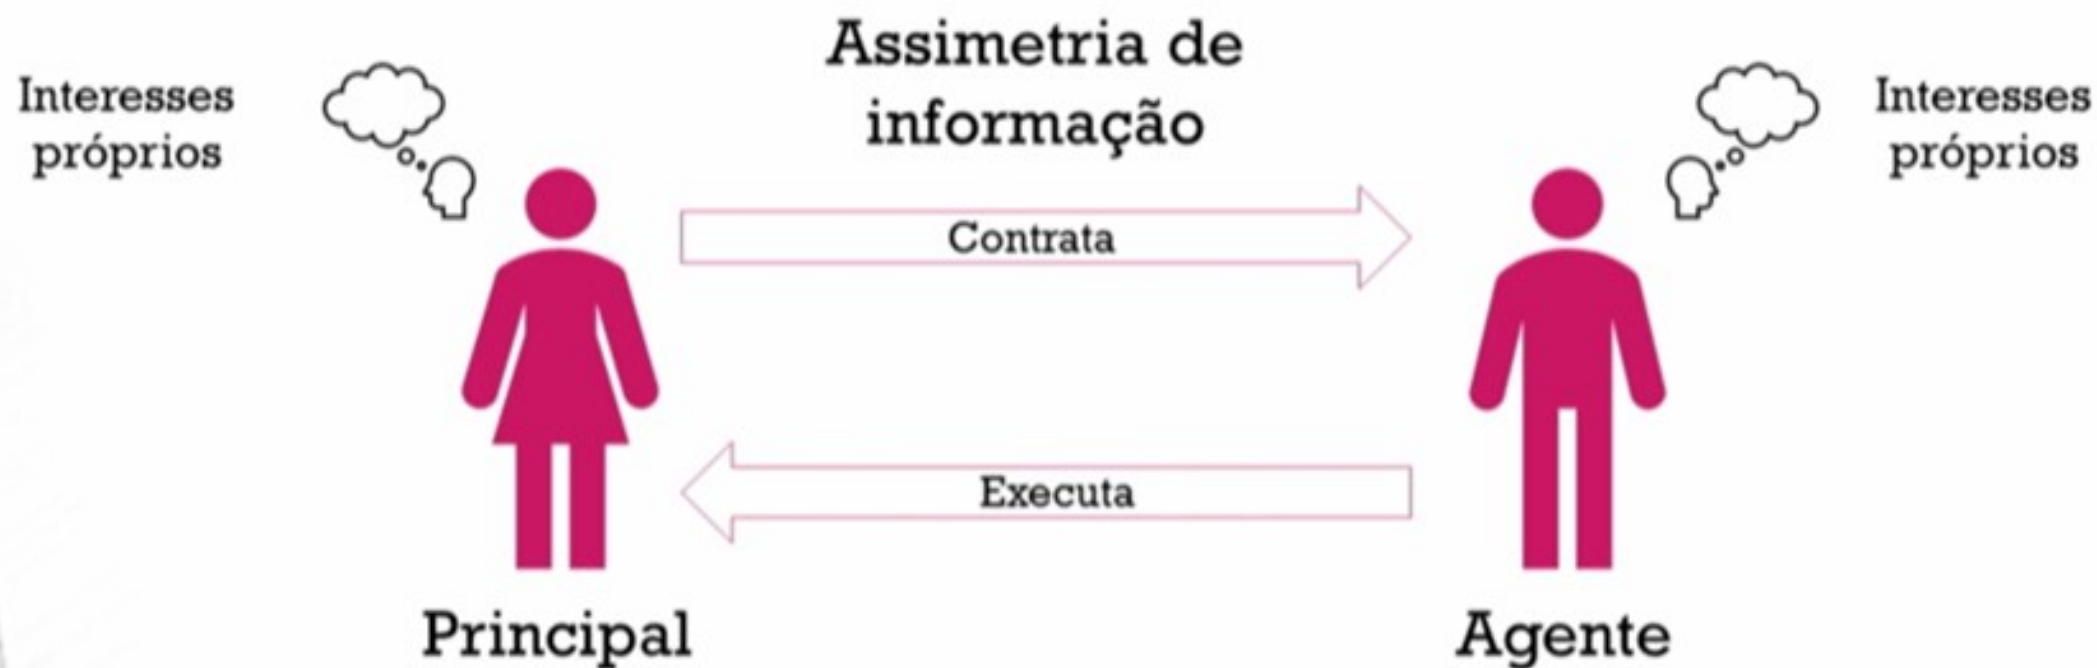 Assimetria de
informação
Interesses
próprios
Interesses
próprios
Contrata
Executa
Principal
Agente